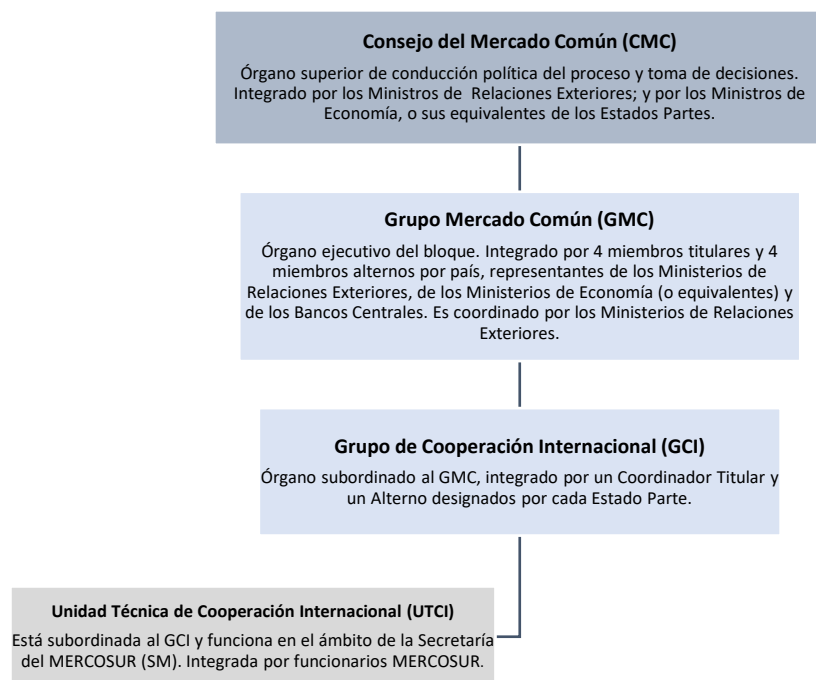 Consejo del Mercado Común (CMC)
Órgano superior de conducción política del proceso y toma de decisiones.
Integrado por los Ministros de Relaciones Exteriores; y por los Ministros de
Economía, o sus equivalentes de los Estados Partes.
Grupo Mercado Común (GMC)
Órgano ejecutivo del bloque. Integrado por 4 miembros titulares y 4
miembros alternos por país, representantes de los Ministerios de
Relaciones Exteriores, de los Ministerios de Economía (o equivalentes) y
de los Bancos Centrales. Es coordinado por los Ministerios de Relaciones
Exteriores.
Grupo de Cooperación Internacional (GCI)
Órgano subordinado al GMC, integrado por un Coordinador Titular y
un Alterno designados por cada Estado Parte.
Unidad Técnica de Cooperación Internacional (UTCI)
Está subordinada al GCI y funciona en el ámbito de la Secretaría
del MERCOSUR (SM). Integrada por funcionarios MERCOSUR.